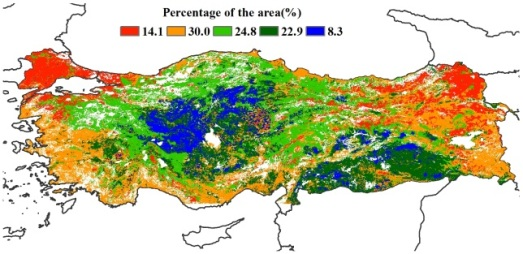 Percentage of the area(%)
14.1 30.0 24.8 22.9 8.3